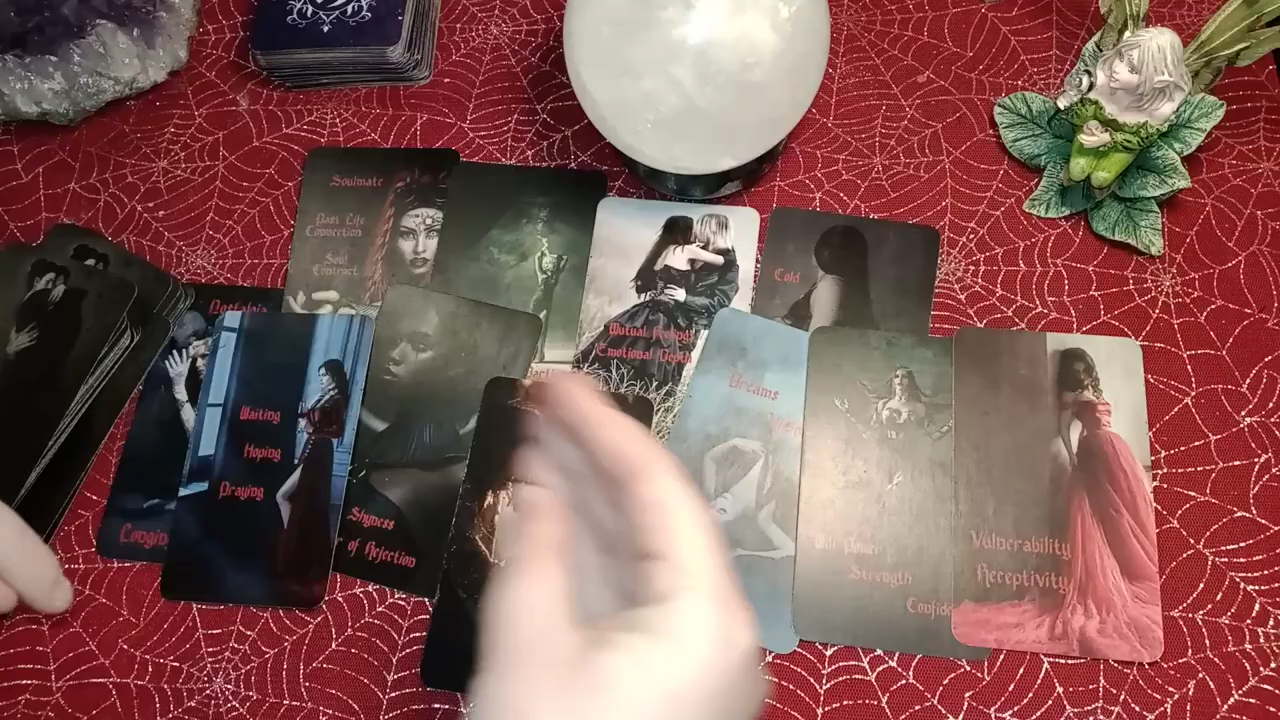 Soulmate
Past Life
Connection
Soul
Contract
Cold
Nostalgia
Mutual Feelings
Emotional Depth
Dreams
Waiting
Hoping
Praying
Shyness
of Rejection
Will Power
Strength
Vulnerability
Receptivity